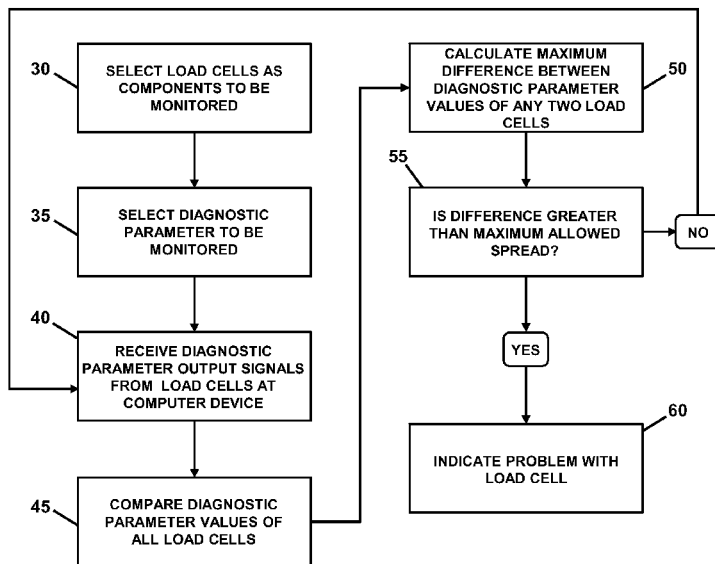 30
SELECT LOAD CELLS AS
COMPONENTS TO BE
MONITORED
35
SELECT DIAGNOSTIC
PARAMETER TO BE
MONITORED
40
RECEIVE DIAGNOSTIC
PARAMETER OUTPUT SIGNALS
FROM LOAD CELLS AT
COMPUTER DEVICE
45
COMPARE DIAGNOSTIC
PARAMETER VALUES OF
ALL LOAD CELLS
CALCULATE MAXIMUM
DIFFERENCE BETWEEN
DIAGNOSTIC PARAMETER
VALUES OF ANY TWO LOAD
CELLS
50
55
IS DIFFERENCE GREATER
THAN MAXIMUM ALLOWED
SPREAD?
NO
YES
60
INDICATE PROBLEM WITH
LOAD CELL